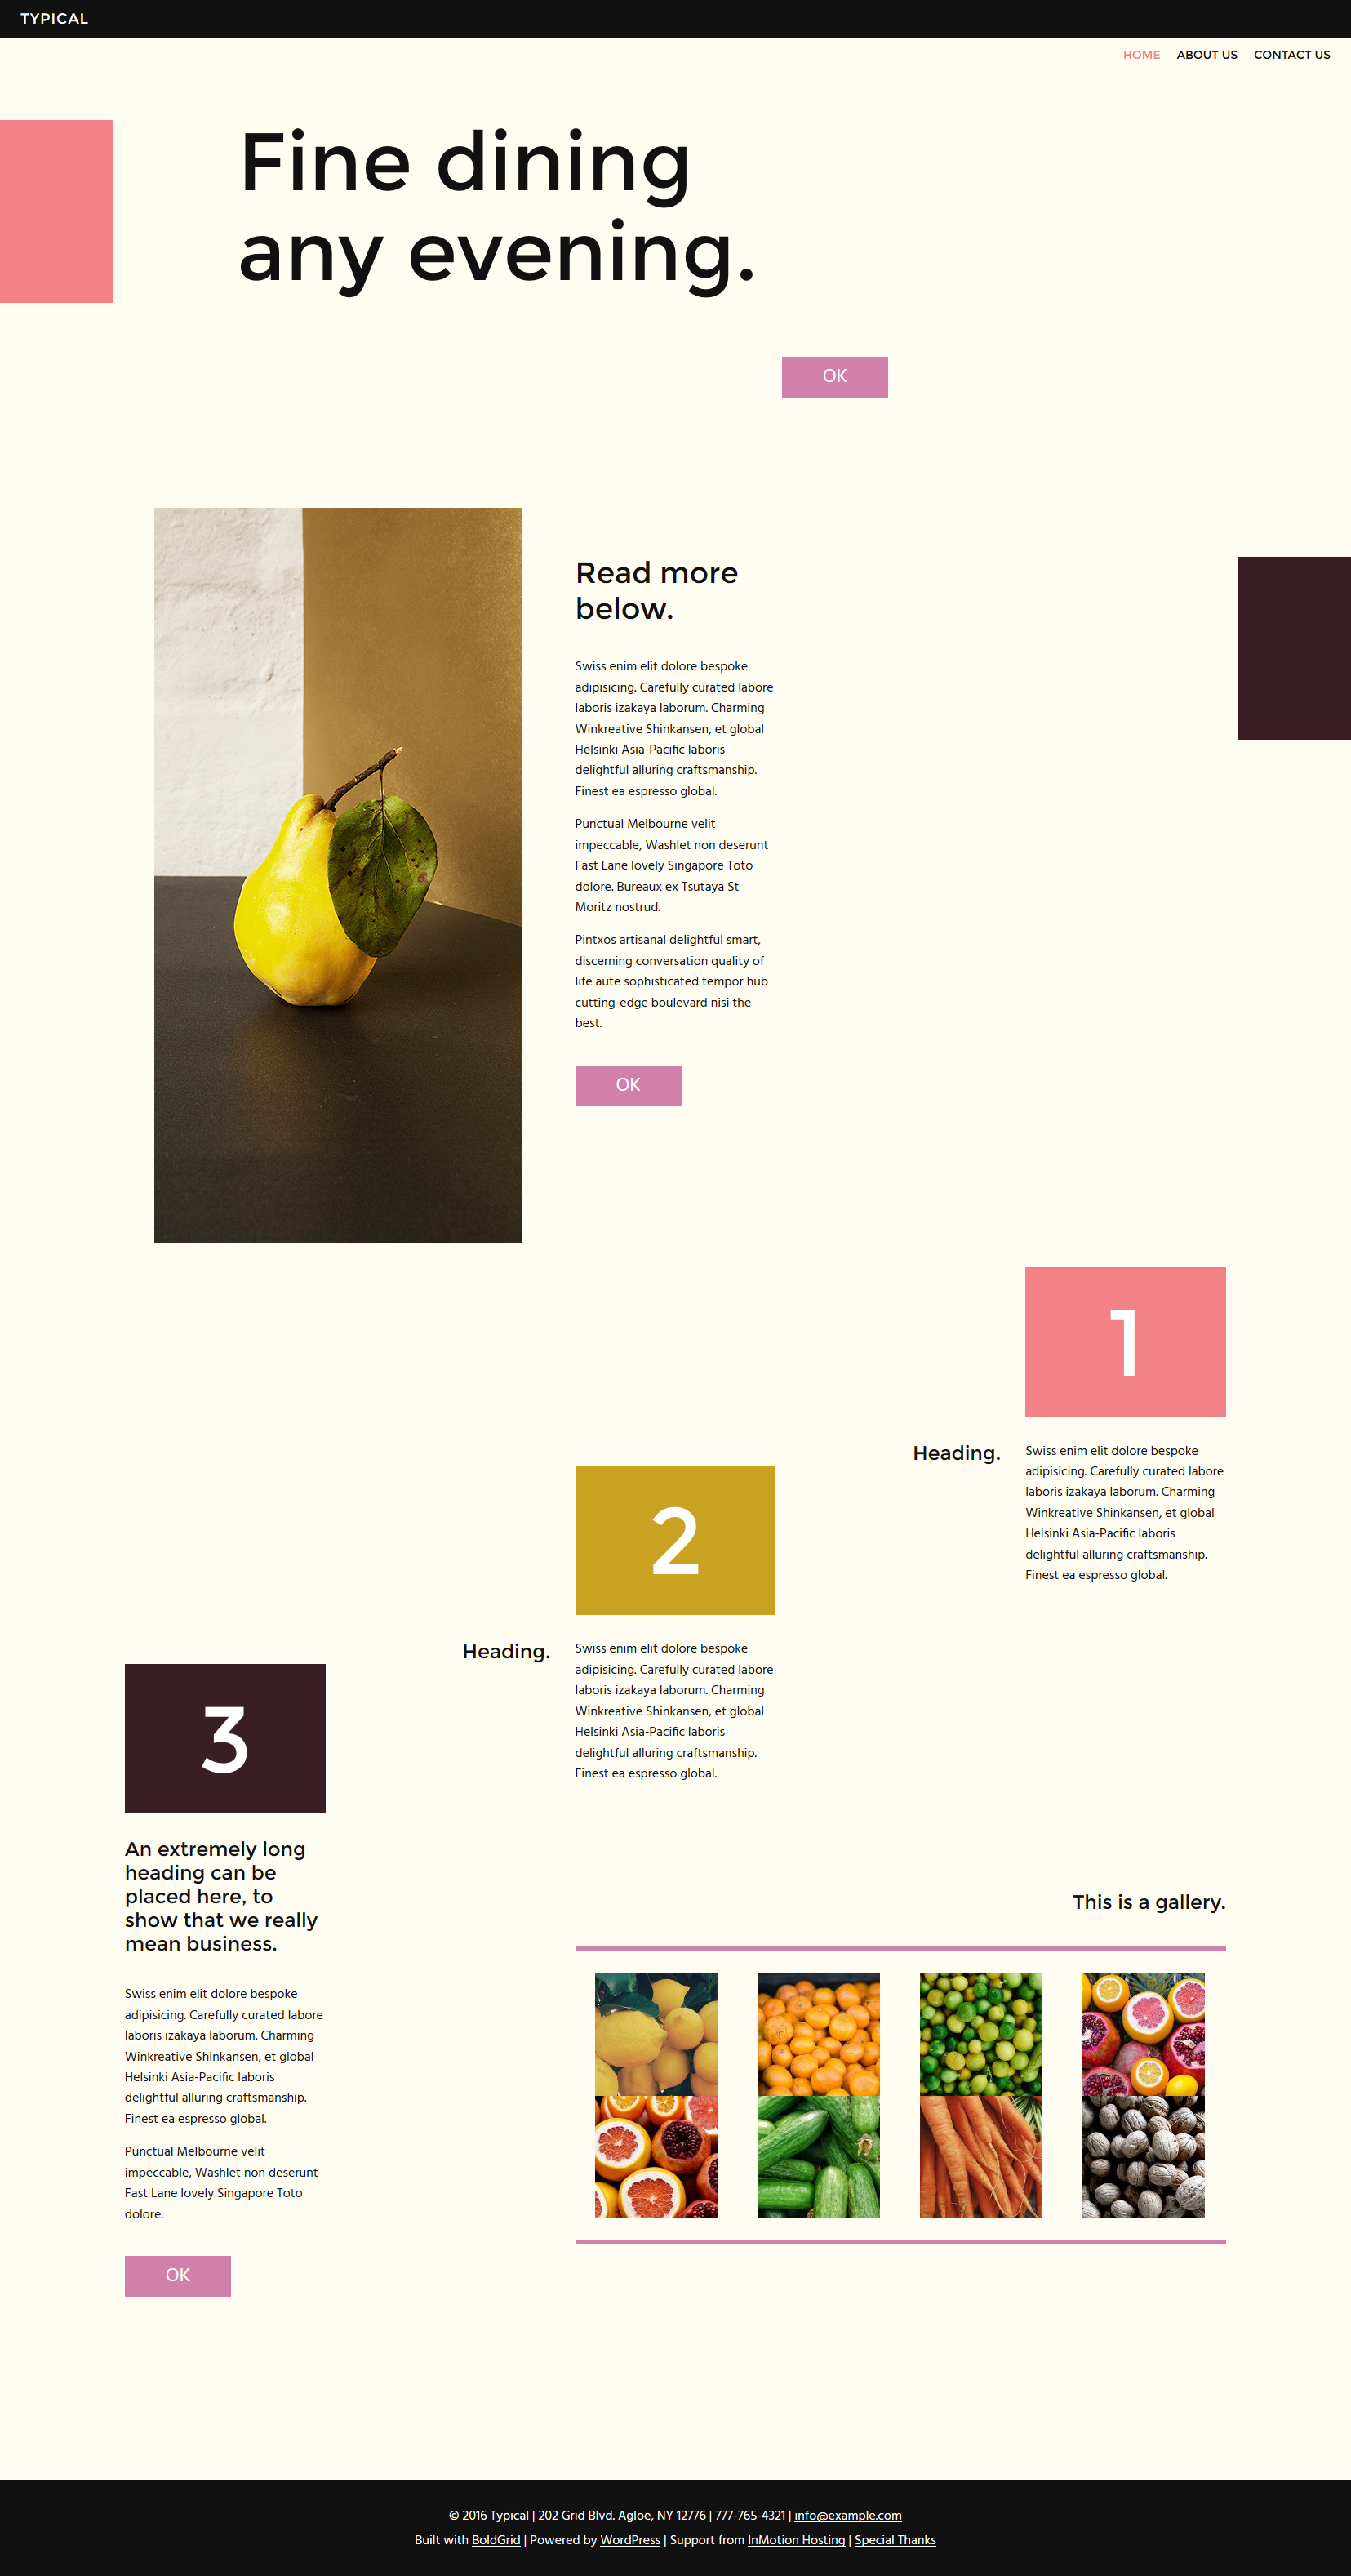 TYPICAL
HOME ABOUT US CONTACT US
Fine dining
any evening.
OK
Read more
below.
Swiss enim elit dolore bespoke
adipisicing. Carefully curated labore
laboris izakaya laborum. Charming
Winkreative Shinkansen, et global
Helsinki Asia-Pacific laboris
delightful alluring craftsmanship.
Finest ea espresso global.
Punctual Melbourne velit
impeccable, Washlet non deserunt
Fast Lane lovely Singapore Toto
dolore. Bureaux ex Tsutaya St
Moritz nostrud.
Pintxos artisanal delightful smart,
discerning conversation quality of
life aute sophisticated tempor hub
cutting-edge boulevard nisi the
best.
OK
1
Heading.
Swiss enim elit dolore bespoke
adipisicing. Carefully curated labore
laboris izakaya laborum. Charming
Winkreative Shinkansen, et global
Helsinki Asia-Pacific laboris
delightful alluring craftsmanship.
Finest ea espresso global.
2
Heading.
Swiss enim elit dolore bespoke
adipisicing. Carefully curated labore
laboris izakaya laborum. Charming
Winkreative Shinkansen, et global
Helsinki Asia-Pacific laboris
delightful alluring craftsmanship.
Finest ea espresso global.
3
An extremely long
heading can be
placed here, to
show that we really
mean business.
Swiss enim elit dolore bespoke
adipisicing. Carefully curated labore
laboris izakaya laborum. Charming
Winkreative Shinkansen, et global
Helsinki Asia-Pacific laboris
delightful alluring craftsmanship.
Finest ea espresso global.
Punctual Melbourne velit
impeccable, Washlet non deserunt
Fast Lane lovely Singapore Toto
dolore.
OK
This is a gallery.
© 2016 Typical | 202 Grid Blvd. Agloe, NY 12776 | 777-765-4321 | info@example.com
Built with BoldGrid | Powered by WordPress | Support from InMotion Hosting | Special Thanks